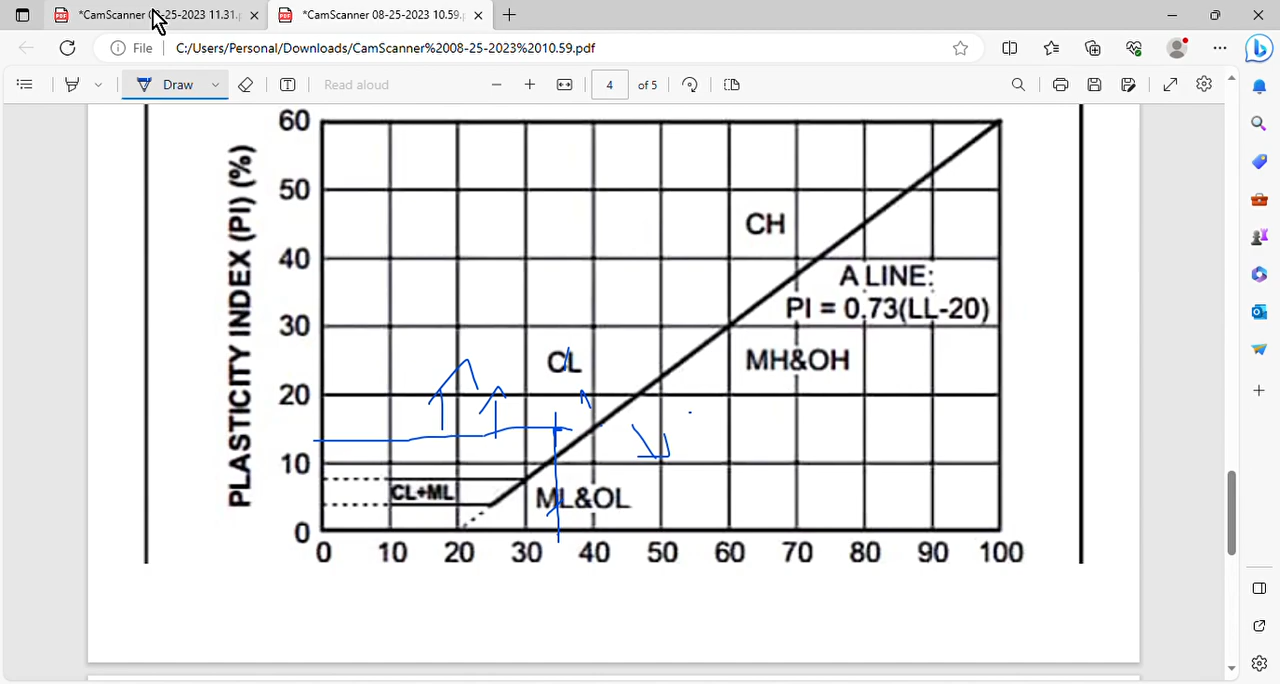 *CamScanner 08-25-2023 11.31.
*CamScanner 08-25-2023 10.59.
File
C:/Users/Personal/Downloads/CamScanner%2008-25-2023%2010.59.pdf
Draw
Read aloud
4
of 5
PLASTICITY INDEX (PI) (%)
60
50
CH
40
A LINE:
PI = 0.73(LL-20)
30
CL
MH&OH
20
10
CL+ML
ML&OL
0
0 10 20 30 40 50 60 70 80 90 100